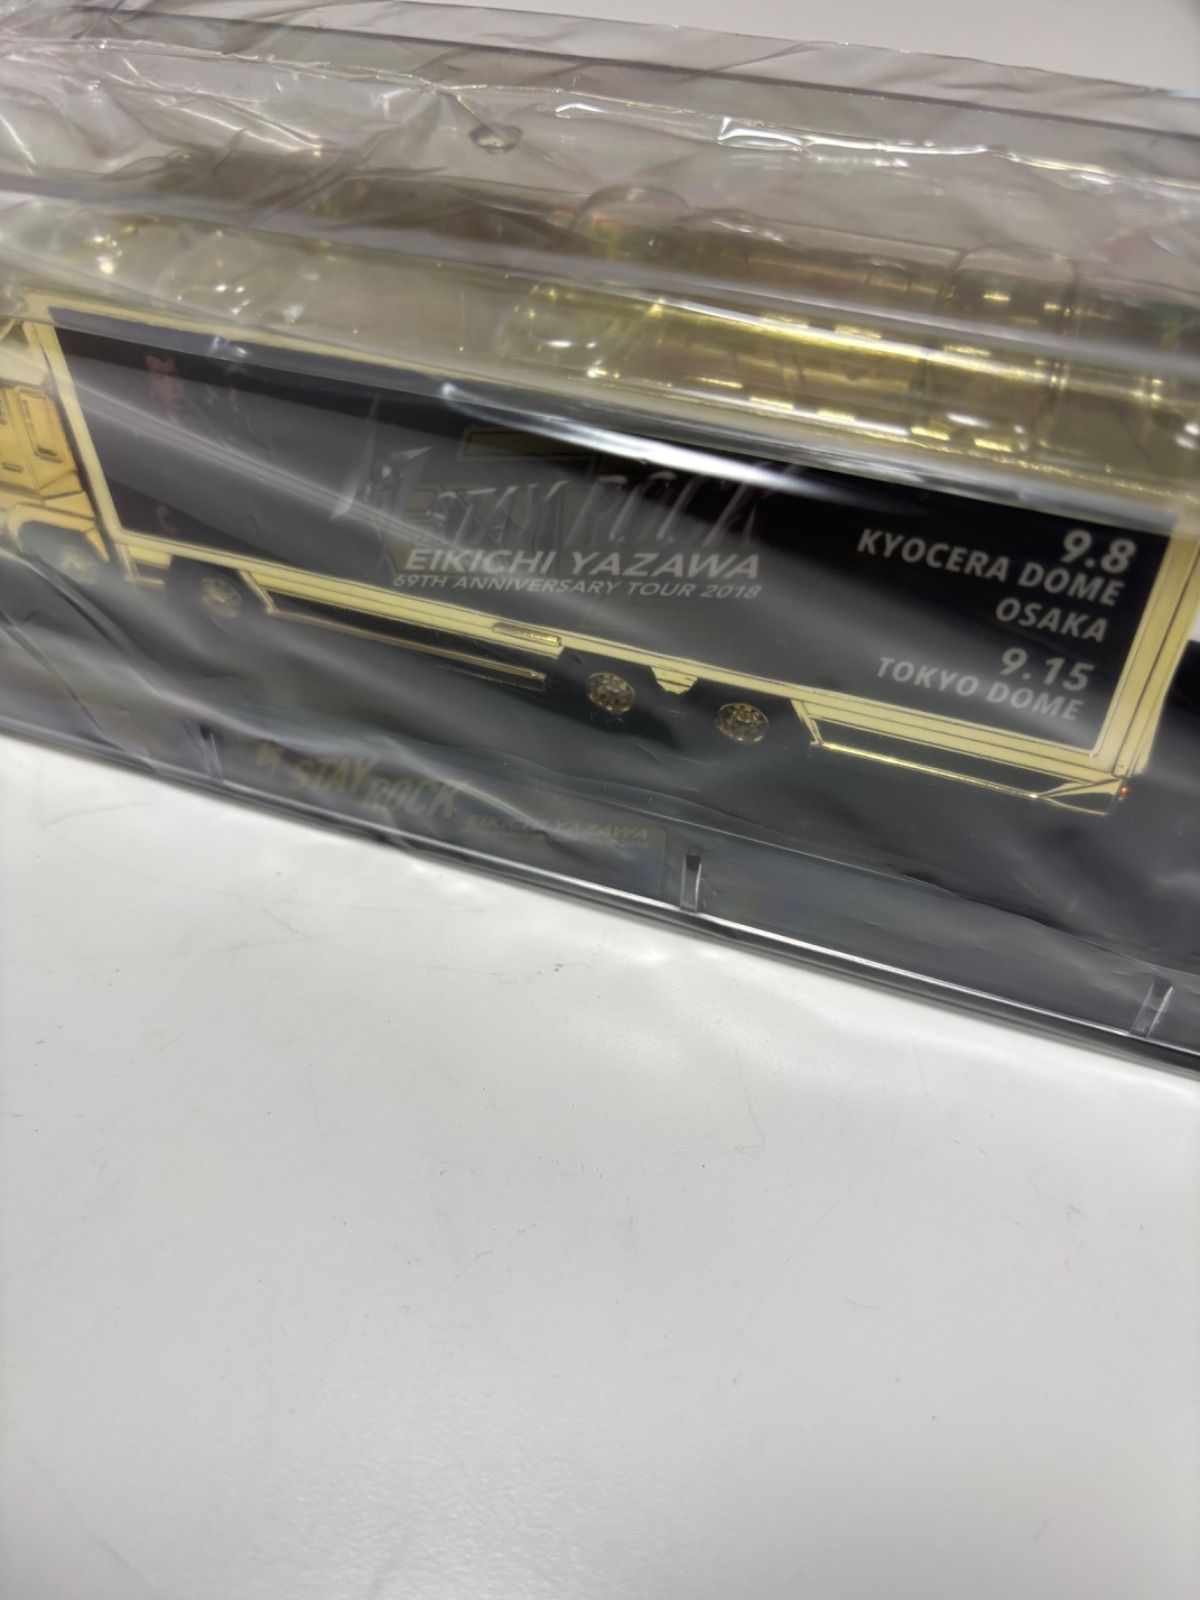 STAY ROCK
EIKICHI YAZAWA
69TH ANNIVERSARY TOUR 2018
9.8
KYOCERA DOME
OSAKA
9.15
TOKYO DOME
STAY ROCK
EIKICHI YAZAWA